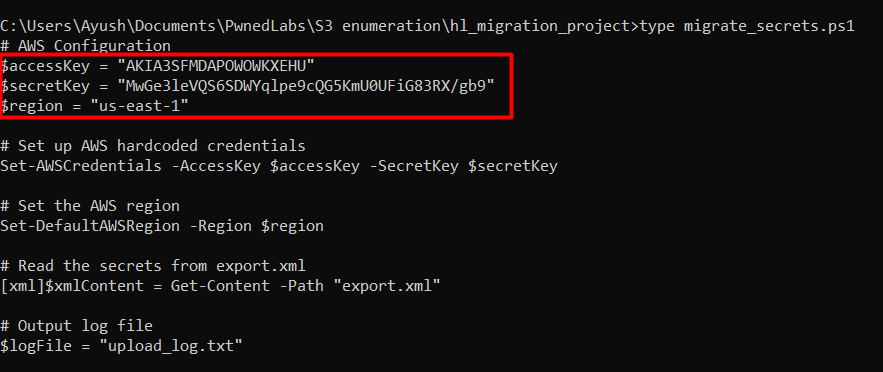 C:\Users\Ayush\Documents\PwnedLabs\S3 enumeration\hl_migration_project>type migrate_secrets.ps1
# AWS Configuration
$accessKey = "AKIA3SFMDAPOWOWKXEHU"
$secretKey = "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"
$region = "us-east-1"
# Set up AWS hardcoded credentials
Set-AWSCredentials -AccessKey $accessKey -SecretKey $secretKey
# Set the AWS region
Set-DefaultAWSRegion -Region $region
# Read the secrets from export.xml
[xml]$xmlContent = Get-Content -Path "export.xml"
# Output log file
$logFile = "upload_log.txt"